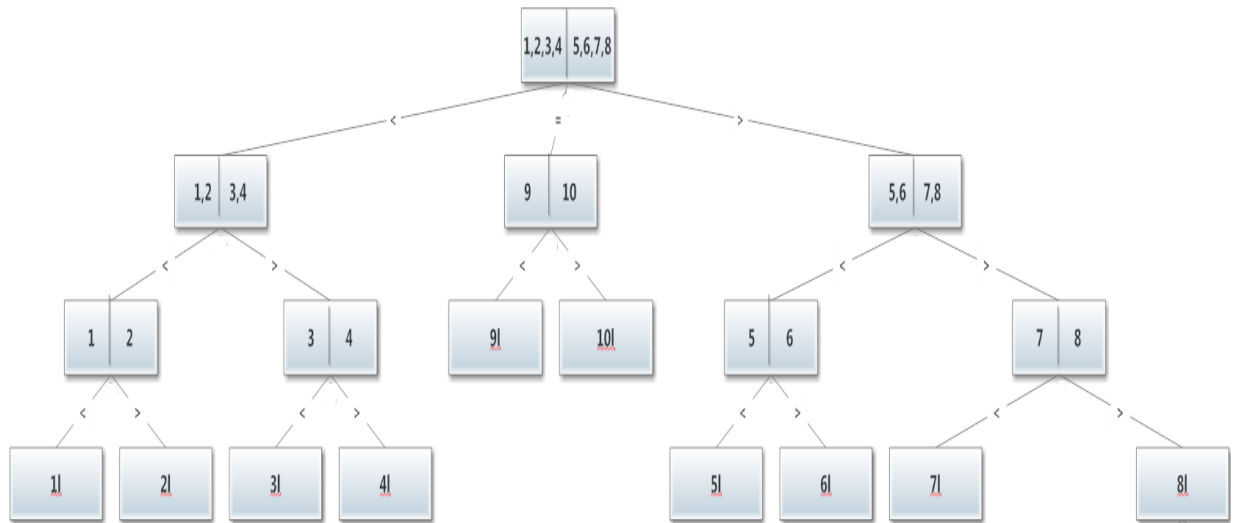 1,2,3,4 5,6,7,8
< = >
1,2 3,4 9 10 5,6 7,8
< > < > < >
1 2 3 4 9l 10l 5 6 7 8
< > < > < > < >
1l 2l 3l 4l 5l 6l 7l 8l